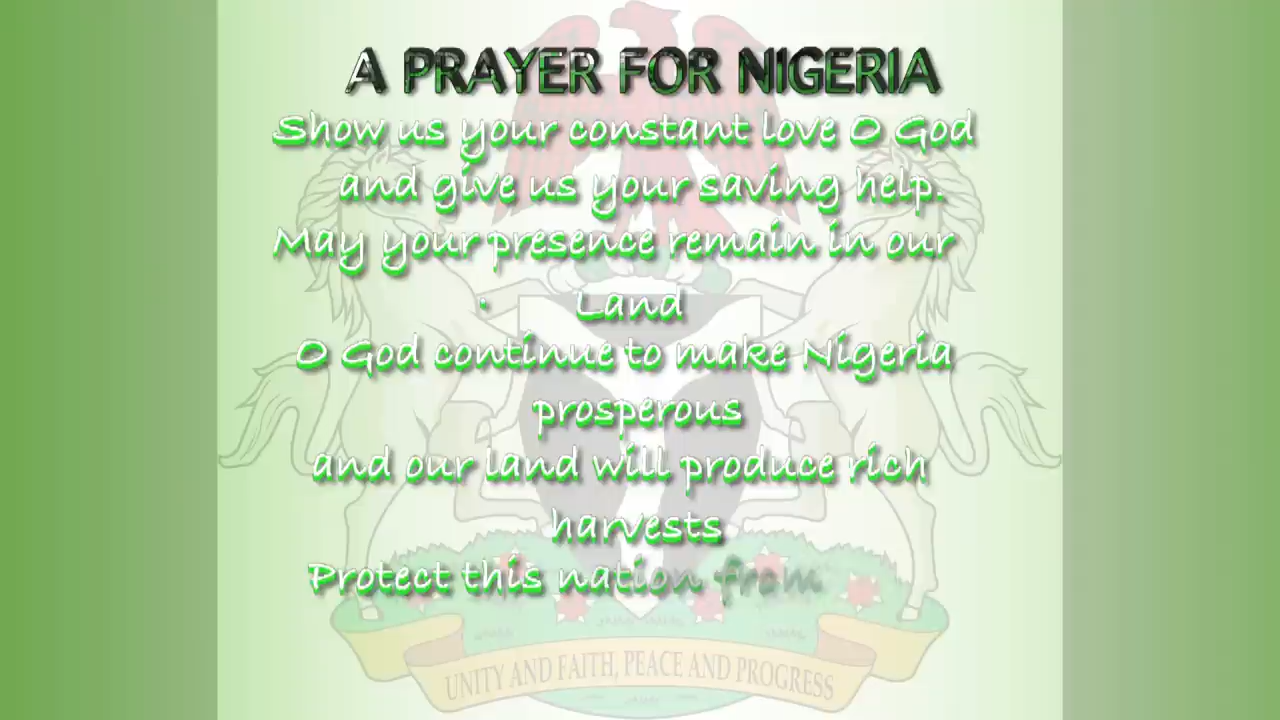 A PRAYER FOR NIGERIA
Show us your constant love O God
and give us your saving help.
May your presence remain in our
Land
O God continue to make Nigeria
prosperous
and our land will produce rich
harvests
Protect this nation from
UNITY AND FAITH, PEACE AND PROGRESS